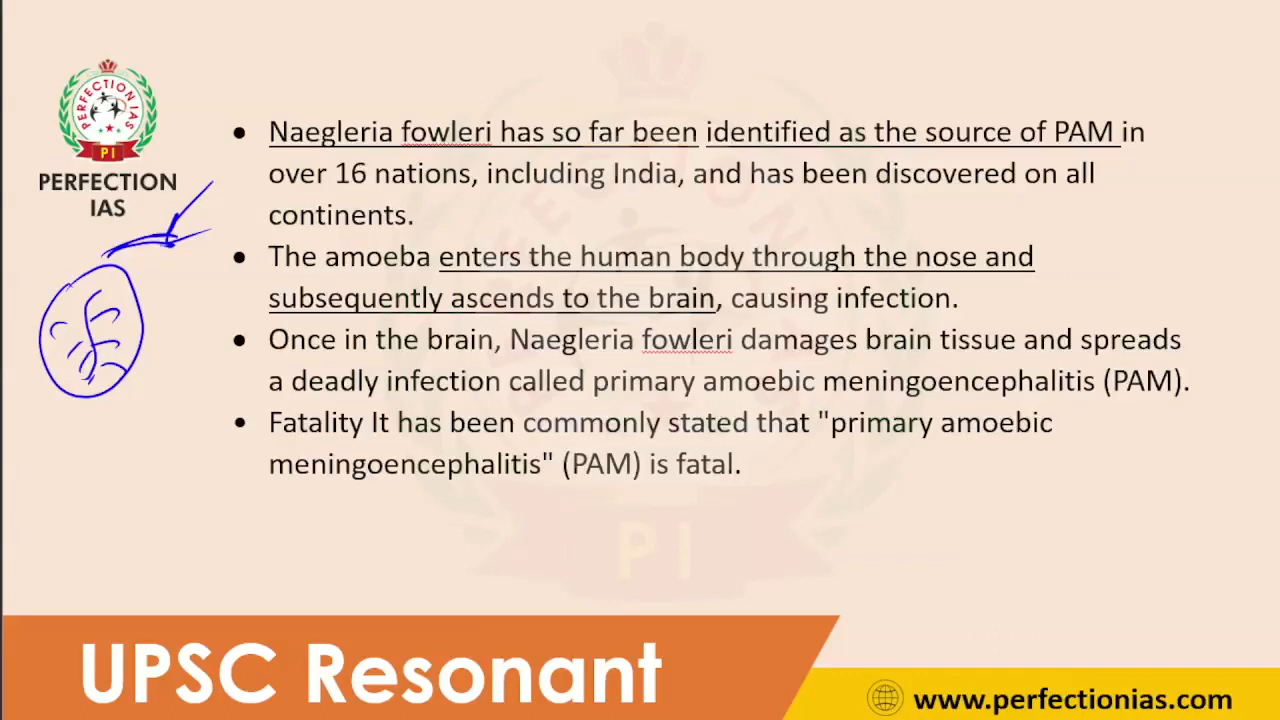 PERFECTION IAS
PI
PERFECTION
IAS
• Naegleria fowleri has so far been identified as the source of PAM in
over 16 nations, including India, and has been discovered on all
continents.
• The amoeba enters the human body through the nose and
subsequently ascends to the brain, causing infection.
• Once in the brain, Naegleria fowleri damages brain tissue and spreads
a deadly infection called primary amoebic meningoencephalitis (PAM).
• Fatality It has been commonly stated that "primary amoebic
meningoencephalitis" (PAM) is fatal.
PI
UPSC Resonant
www.perfectionias.com